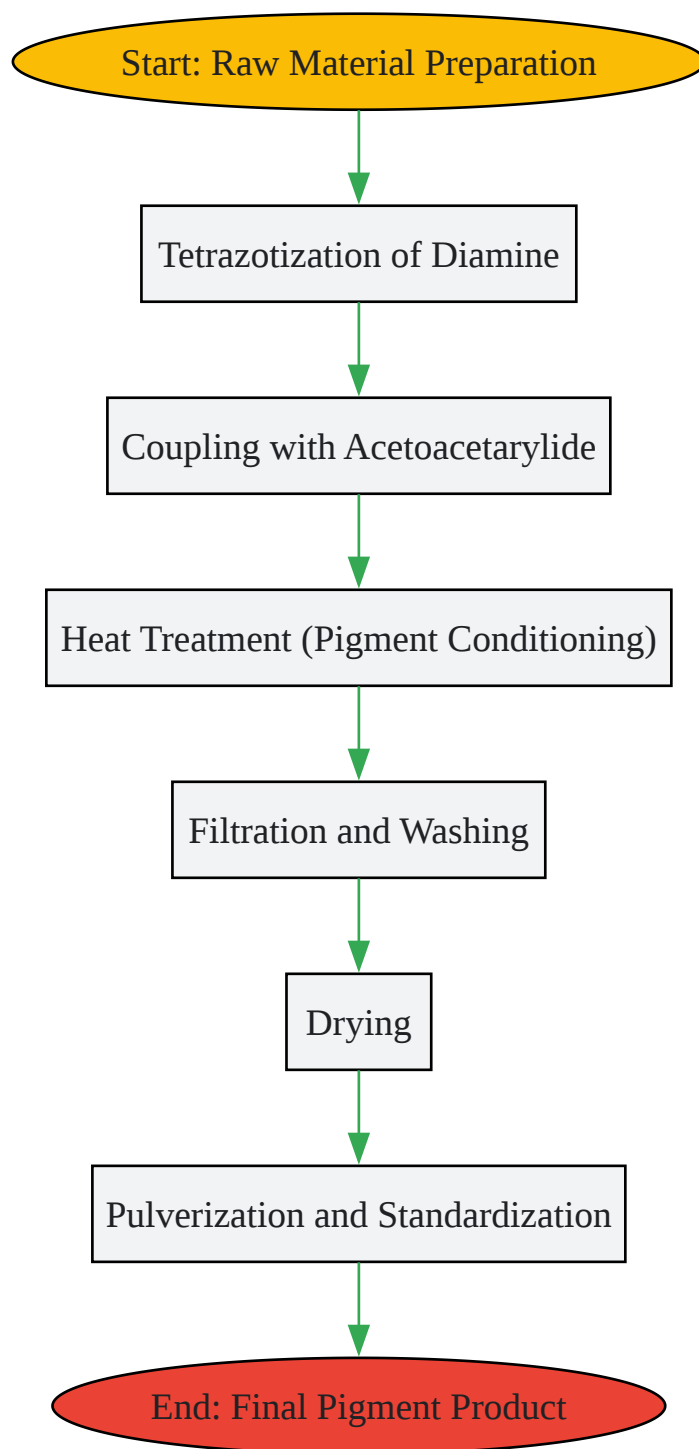 Start: Raw Material Preparation
Tetrazotization of Diamine
Coupling with Acetoacetarylide
Heat Treatment (Pigment Conditioning)
Filtration and Washing
Drying
Pulverization and Standardization
End: Final Pigment Product